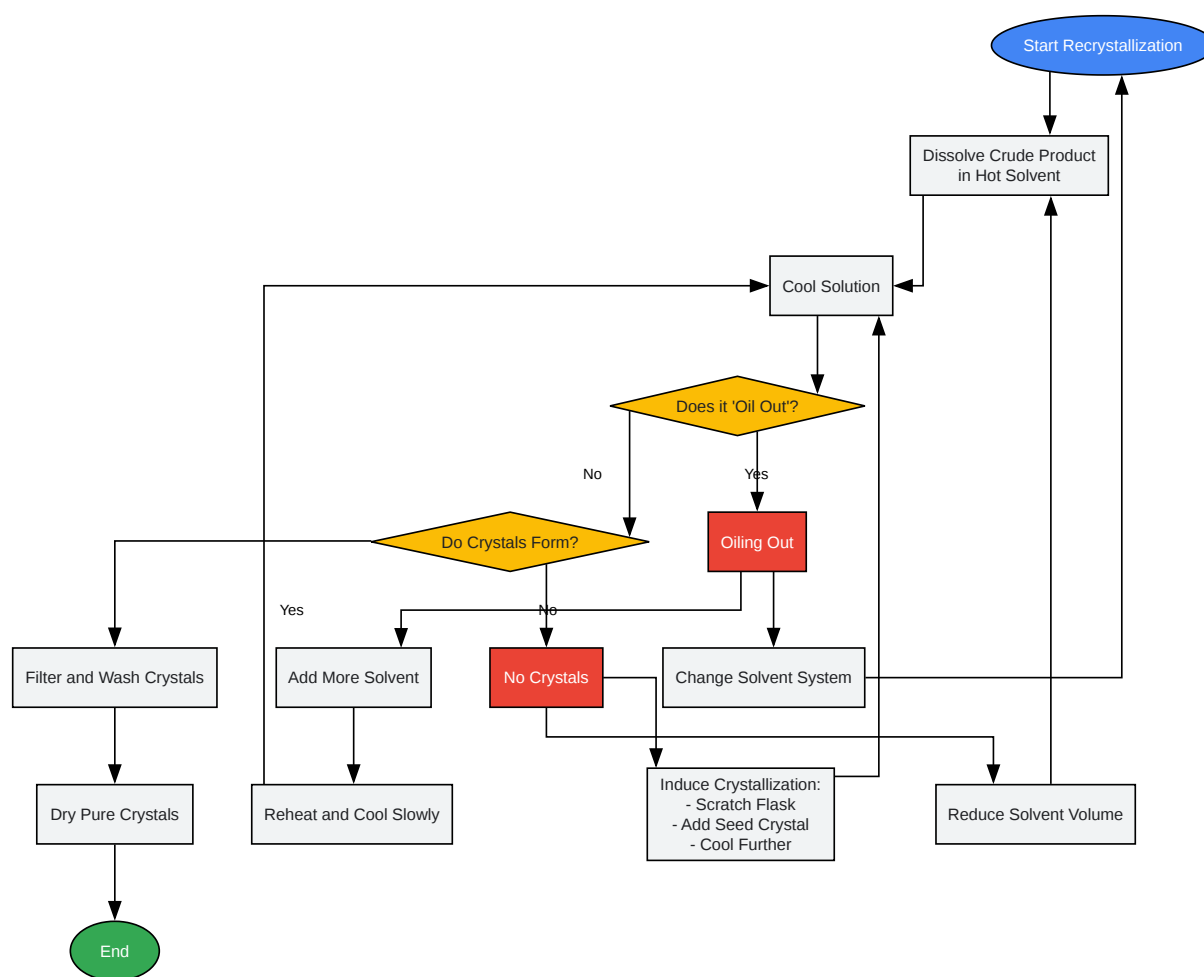 Start Recrystallization
Dissolve Crude Product
in Hot Solvent
Cool Solution
Does it 'Oil Out'?
No
Yes
Do Crystals Form?
Oiling Out
Yes
No
Filter and Wash Crystals
Add More Solvent
No Crystals
Change Solvent System
Dry Pure Crystals
Reheat and Cool Slowly
Induce Crystallization:
- Scratch Flask
- Add Seed Crystal
- Cool Further
Reduce Solvent Volume
End